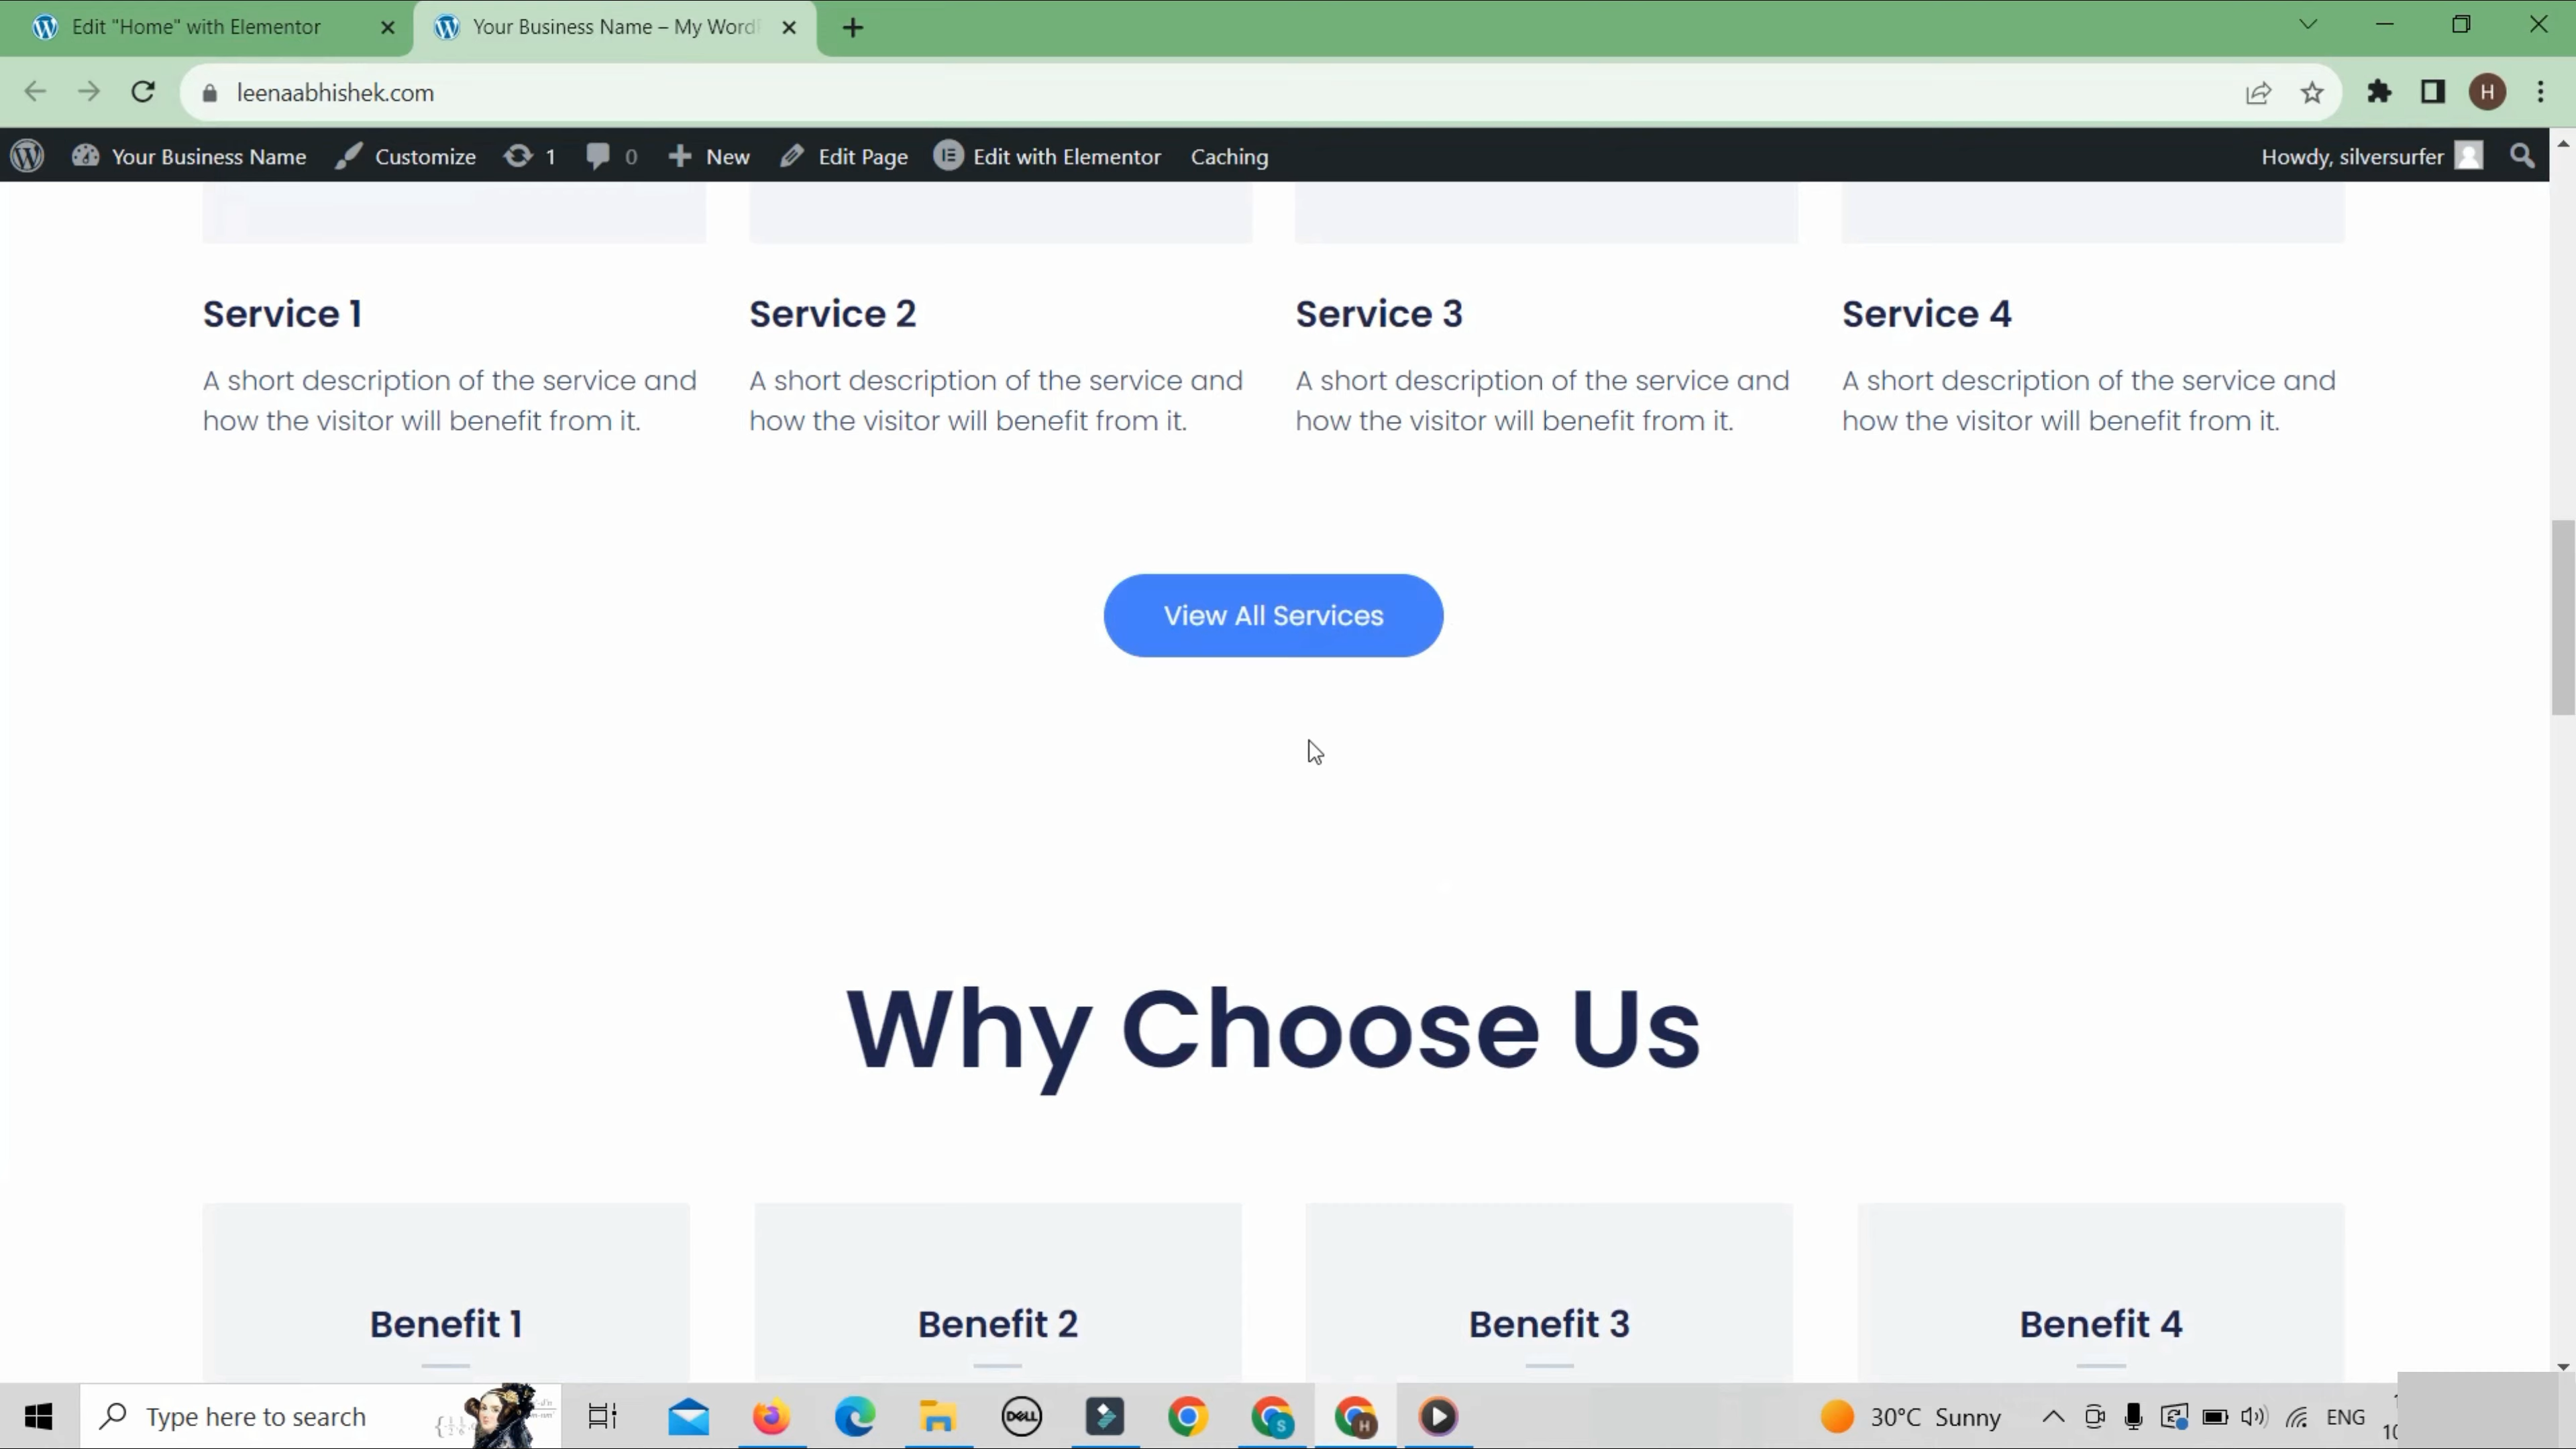 Edit "Home" with Elementor
Your Business Name – My Word
leenaabhishek.com
H
Your Business Name Customize 1 0 New Edit Page Edit with Elementor Caching Howdy, silversurfer
Service 1 Service 2 Service 3 Service 4
A short description of the service and A short description of the service and A short description of the service and A short description of the service and
how the visitor will benefit from it. how the visitor will benefit from it. how the visitor will benefit from it. how the visitor will benefit from it.
View All Services
Why Choose Us
Benefit 1 Benefit 2 Benefit 3 Benefit 4
Type here to search DELL S H 30°C Sunny ENG